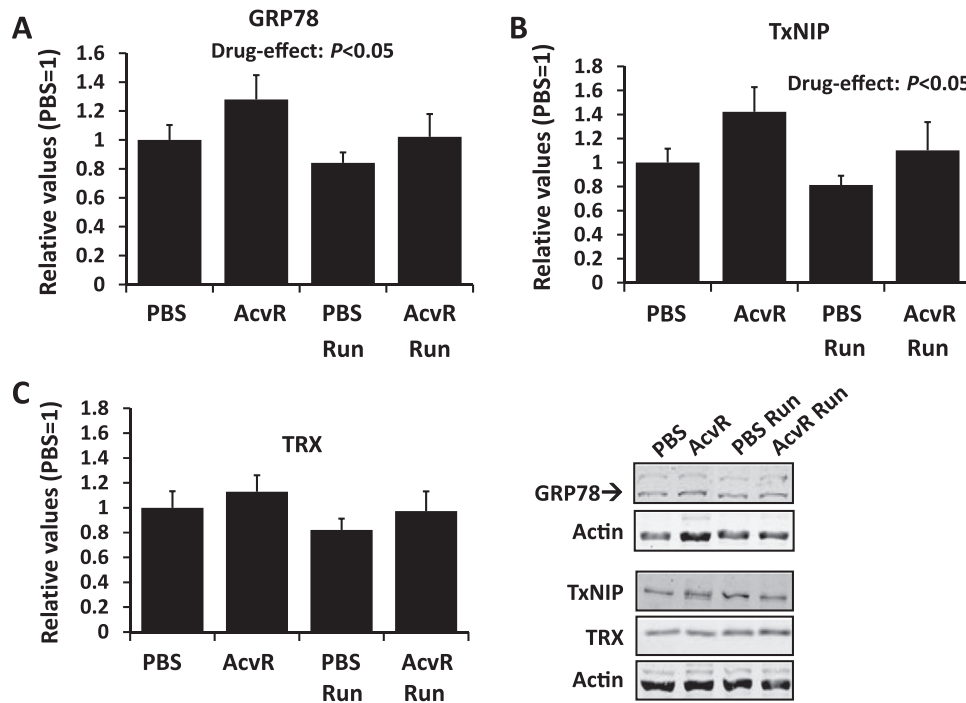 A
GRP78
Drug-effect: P<0.05
Relative values (PBS=1)
1.6
1.4
1.2
1
0.8
0.6
0.4
0.2
0
PBS
AcvR
PBS
Run
AcvR
Run
B
TxNIP
Drug-effect: P<0.05
Relative values (PBS=1)
1.8
1.6
1.4
1.2
1
0.8
0.6
0.4
0.2
0
PBS
AcvR
PBS
Run
AcvR
Run
C
TRX
Relative values (PBS=1)
1.8
1.6
1.4
1.2
1
0.8
0.6
0.4
0.2
0
PBS
AcvR
PBS
Run
AcvR
Run
PBS
AcvR
PBS Run
AcvR Run
GRP78→
Actin
TxNIP
TRX
Actin